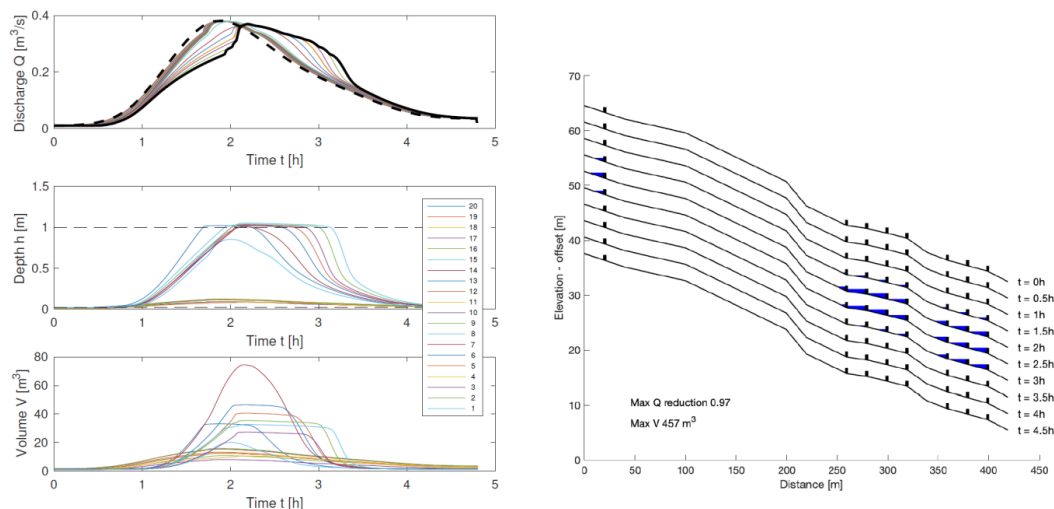 0.4
0.2
0
Discharge Q [m³/s]
0 1 2 3 4 5
Time t [h]
1.5
1
0.5
0
Depth h [m]
0 1 2 3 4
Time t [h]
80
60
40
20
0
Volume V [m³]
0 1 2 3 4 5
Time t [h]
20
19
18
17
16
15
14
13
12
11
10
9
8
7
6
5
4
3
2
1
70
60
50
40
30
20
10
0
Elevation - offset [m]
t = 0h
t = 0.5h
t = 1h
t = 1.5h
t = 2h
t = 2.5h
t = 3h
t = 3.5h
t = 4h
t = 4.5h
Max Q reduction 0.97
Max V 457 m³
0 50 100 150 200 250 300 350 400 450
Distance [m]